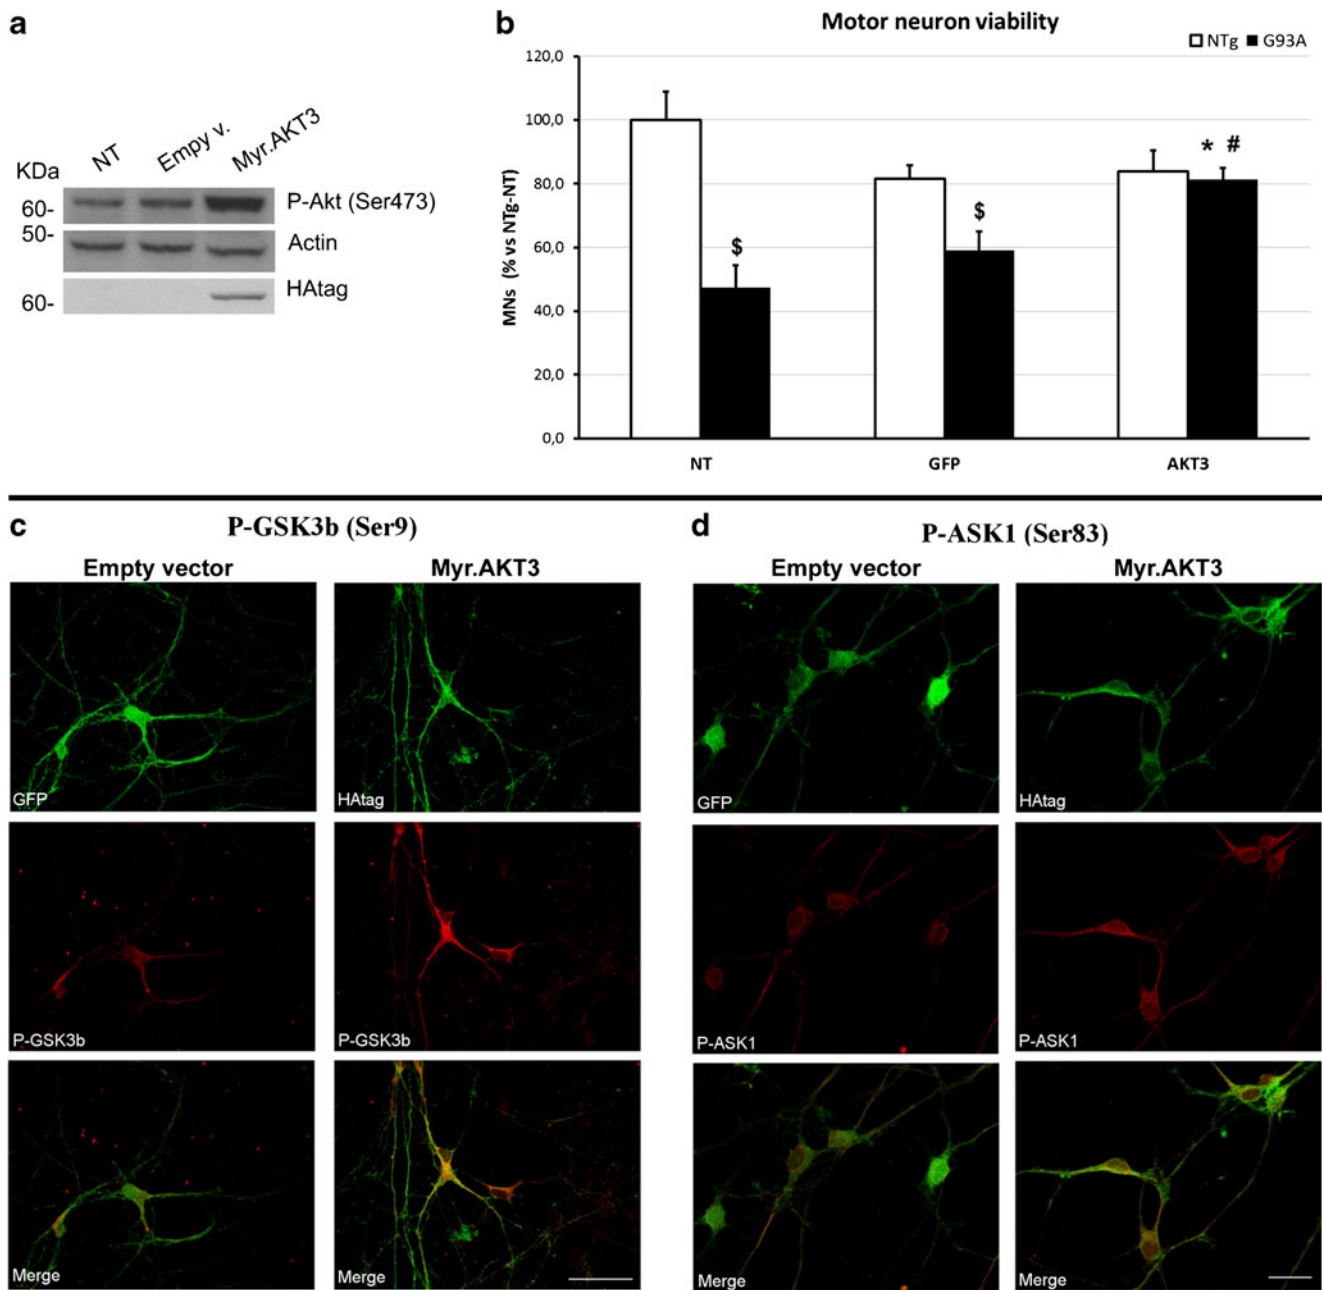 a
NT
Empy v.
Myr.AKT3
KDa
60-
P-Akt (Ser473)
50-
Actin
HAtag
60-
b
Motor neuron viability
NTg G93A
MNs (% vs NTg-NT)
120,0
100,0
80,0
60,0
40,0
20,0
0,0
$
$
* #
NT GFP AKT3
c
P-GSK3b (Ser9)
Empty vector Myr.AKT3
GFP HAtag
P-GSK3b P-GSK3b
Merge Merge
d
P-ASK1 (Ser83)
Empty vector Myr.AKT3
GFP HAtag
P-ASK1 P-ASK1
Merge Merge